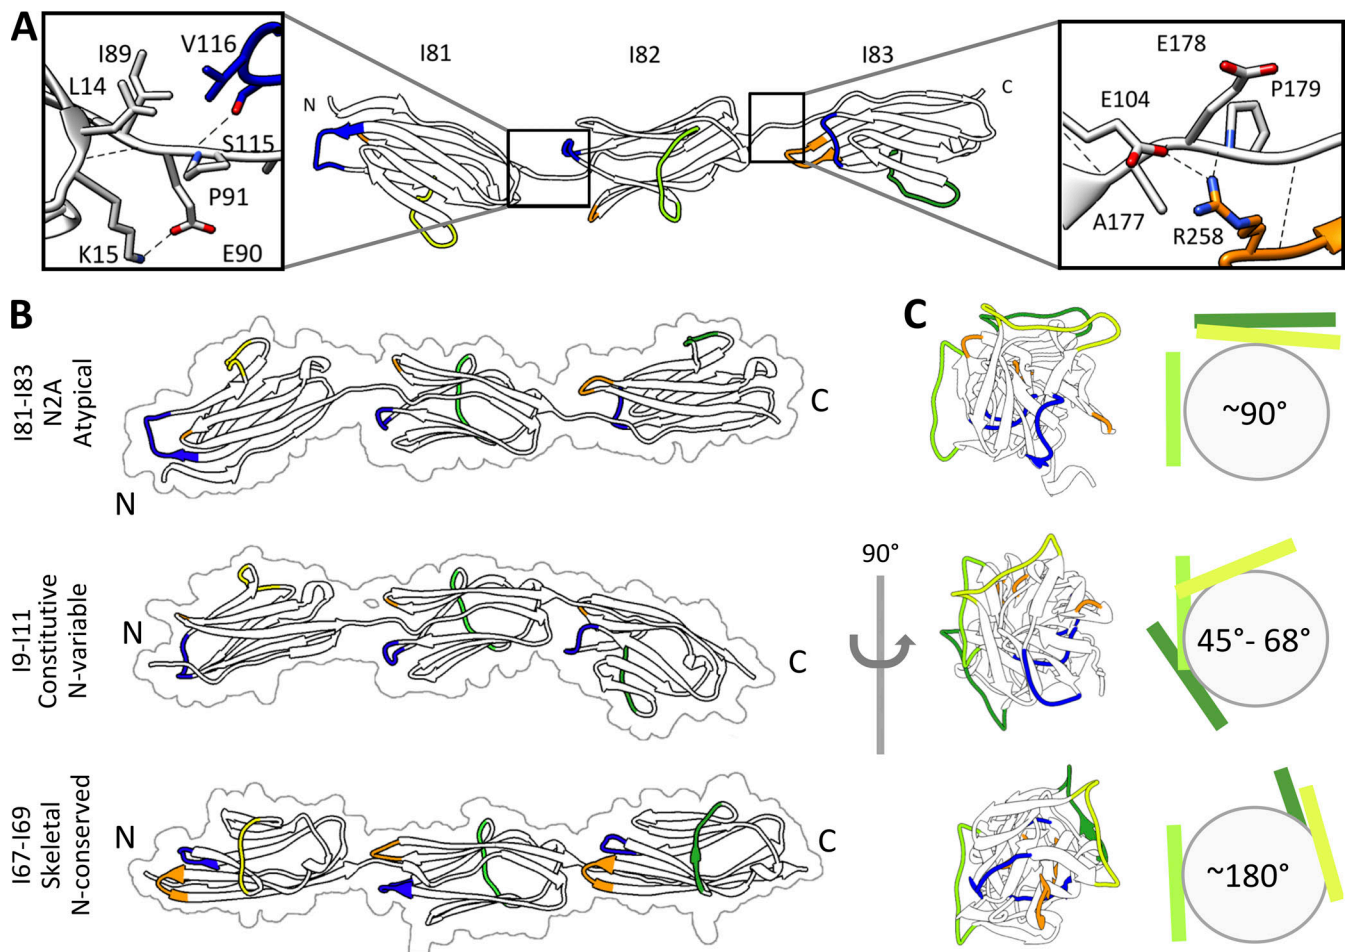 A
I81
I82
I83
N
C
I89
V116
L14
S115
P91
K15
E90
E178
E104
P179
A177
R258
B
C
I81-I83
N2A
Atypical
N
C
~90°
I9-I11
Constitutive
N-variable
N
C
90°
45°- 68°
I67-I69
Skeletal
N-conserved
N
C
~180°